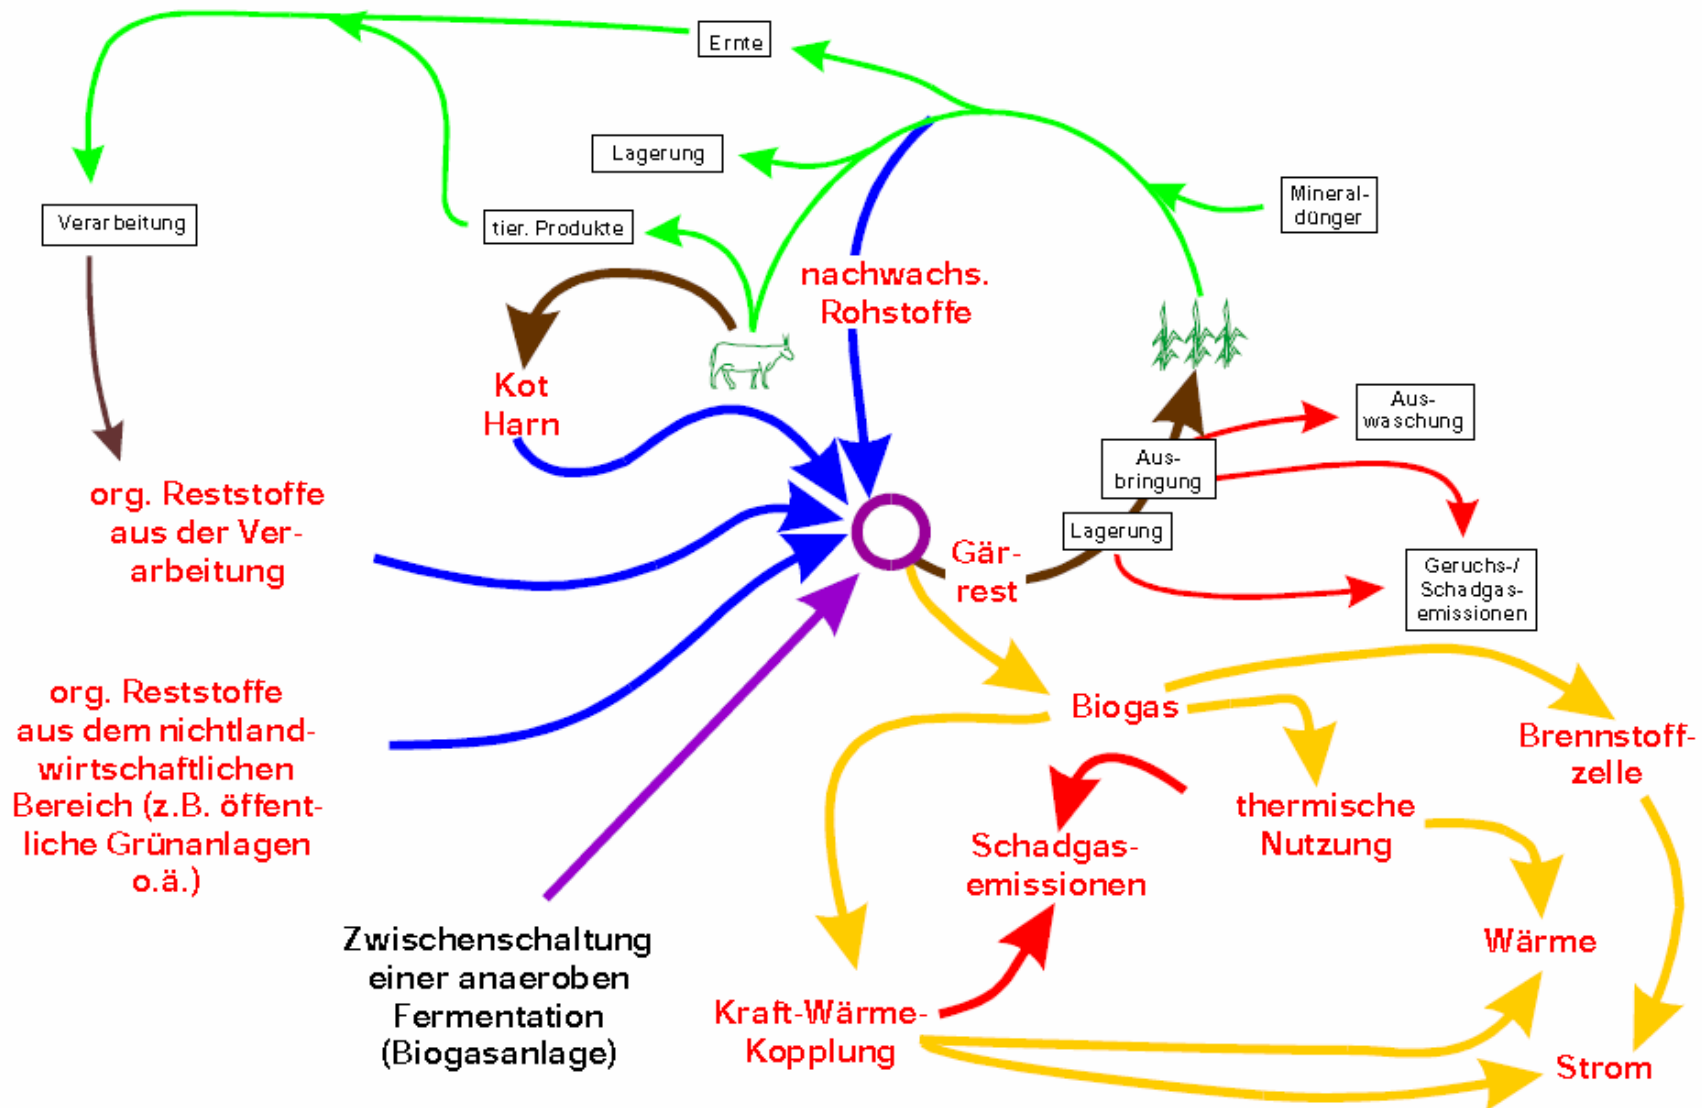 Ernte
Lagerung
Mineral-
dünger
Verarbeitung
tier. Produkte
nachwachs.
Rohstoffe
Kot
Harn
Aus-
waschung
Aus-
bringung
Lagerung
org. Reststoffe
aus der Ver-
arbeitung
Gär-
rest
Geruchs-/
Schadgas-
emissionen
org. Reststoffe
aus dem nichtland-
wirtschaftlichen
Bereich (z.B. öffent-
liche Grünanlagen
o.ä.)
Biogas
Brennstoff-
zelle
thermische
Nutzung
Schadgas-
emissionen
Wärme
Zwischenschaltung
einer anaeroben
Fermentation
(Biogasanlage)
Kraft-Wärme-
Kopplung
Strom